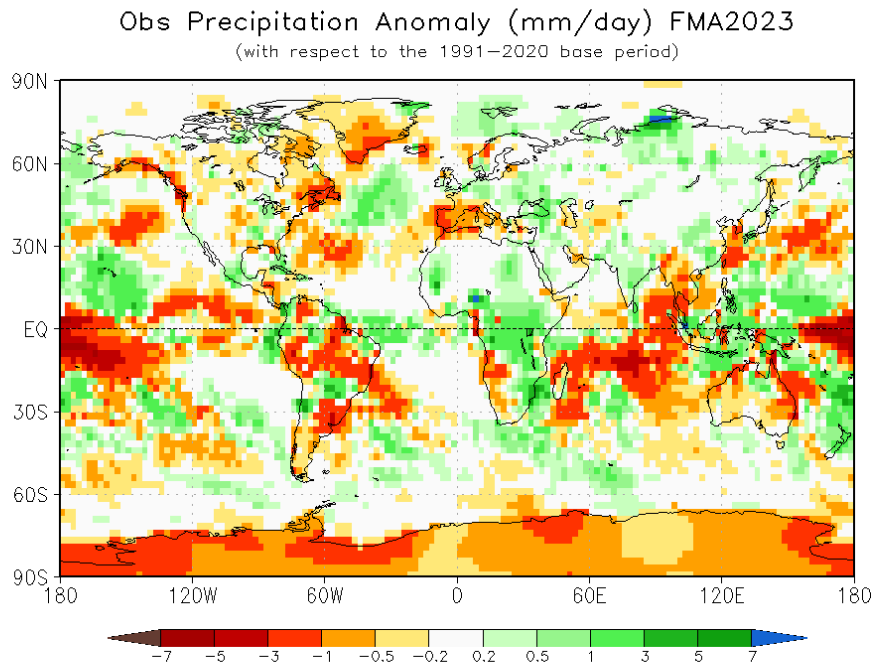 Obs Precipitation Anomaly (mm/day) FMA2023
(with respect to the 1991−2020 base period)
90N
60N
30N
EQ
30S
60S
90S
180 120W 60W 0 60E 120E 180
−7 −5 −3 −1 −0.5 −0.2 0.2 0.5 1 3 5 7